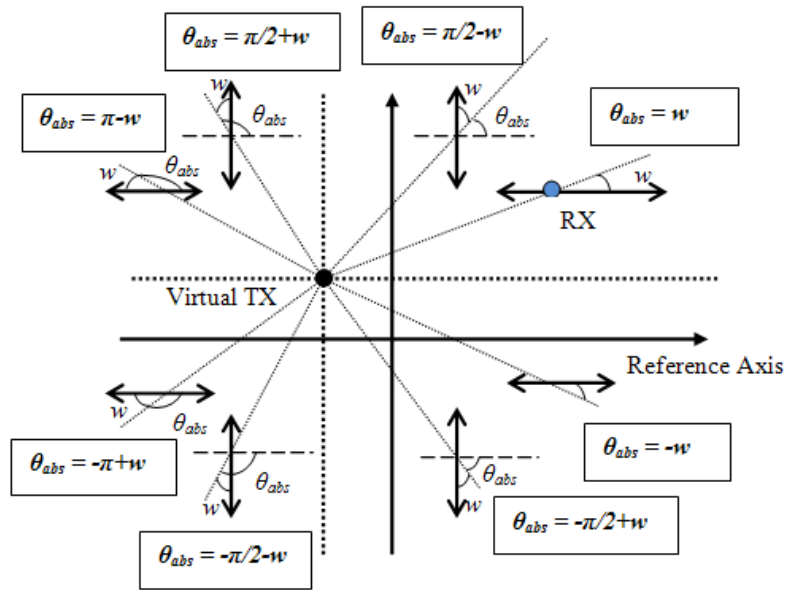 θabs = π/2+w
θabs = π/2-w
w
θabs
w
θabs
θabs = π-w
θabs = w
θabs
w
w
RX
Virtual TX
Reference Axis
w
θabs
θabs = -π+w
w
θabs
w
θabs
θabs = -w
θabs = -π/2-w
θabs = -π/2+w